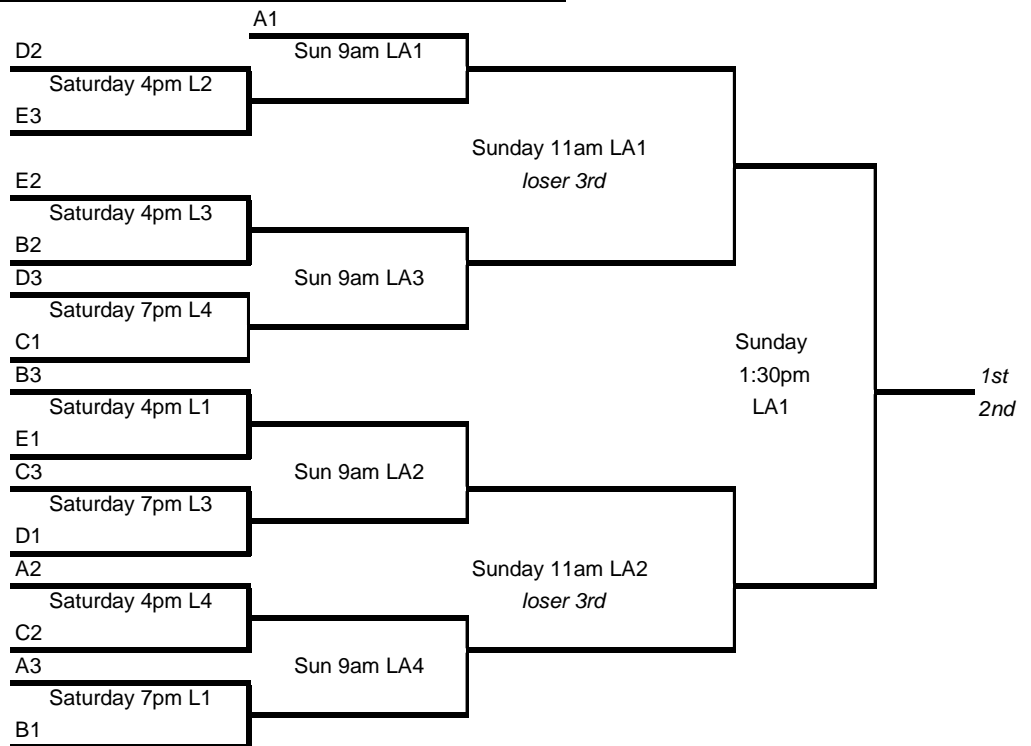 A1
D2
Sun 9am LA1
Saturday 4pm L2
E3
Sunday 11am LA1
loser 3rd
E2
Saturday 4pm L3
B2
D3
Sun 9am LA3
Saturday 7pm L4
C1
Sunday
1:30pm
LA1
B3
1st
2nd
Saturday 4pm L1
E1
C3
Sun 9am LA2
Saturday 7pm L3
D1
A2
Sunday 11am LA2
loser 3rd
Saturday 4pm L4
C2
A3
Sun 9am LA4
Saturday 7pm L1
B1